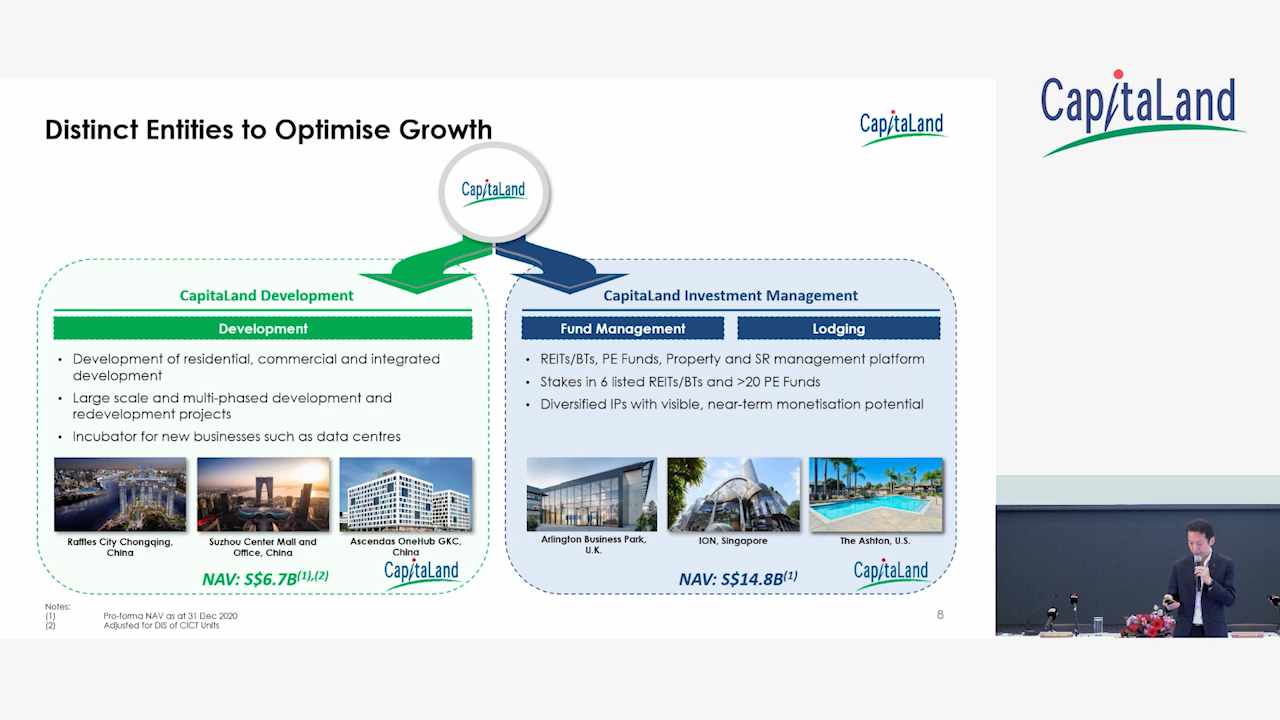 CapitaLand
Distinct Entities to Optimise Growth
CapitaLand
CapitaLand
CapitaLand Development
Development
• Development of residential, commercial and integrated
development
• Large scale and multi-phased development and
redevelopment projects
• Incubator for new businesses such as data centres
Raffles City Chongqing,
China
Suzhou Center Mall and
Office, China
Ascendas OneHub GKC,
China
NAV: S$6.7B(1),(2)
CapitaLand
CapitaLand Investment Management
Fund Management
Lodging
• REITs/BTs, PE Funds, Property and SR management platform
• Stakes in 6 listed REITs/BTs and >20 PE Funds
• Diversified IPs with visible, near-term monetisation potential
Arlington Business Park,
U.K.
ION, Singapore
The Ashton, U.S.
NAV: S$14.8B(1)
CapitaLand
Notes:
(1) Pro-forma NAV as at 31 Dec 2020
(2) Adjusted for DIS of CICT Units
8